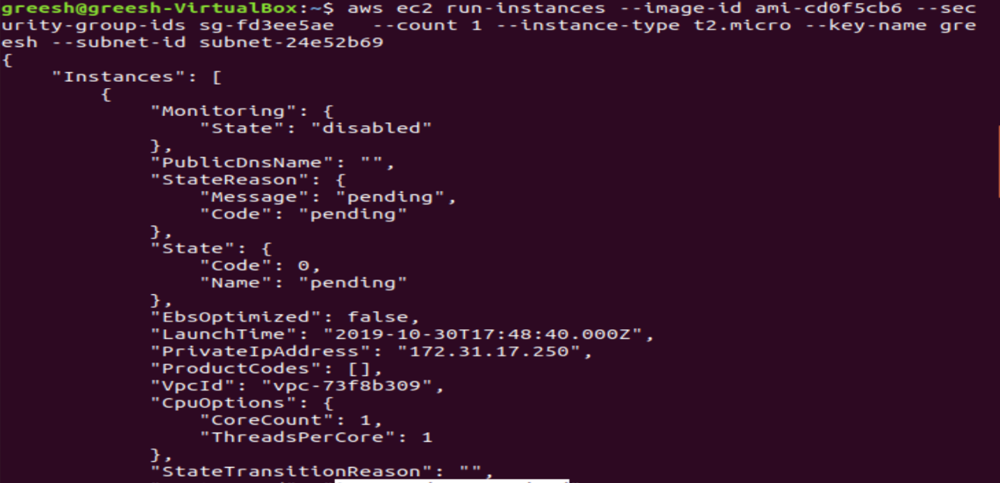 greesh@greesh-VirtualBox:~$ aws ec2 run-instances --image-id ami-cd0f5cb6 --sec
urity-group-ids sg-fd3ee5ae   --count 1 --instance-type t2.micro --key-name gre
esh --subnet-id subnet-24e52b69
{
    "Instances": [
        {
            "Monitoring": {
                "State": "disabled"
            },
            "PublicDnsName": "",
            "StateReason": {
                "Message": "pending",
                "Code": "pending"
            },
            "State": {
                "Code": 0,
                "Name": "pending"
            },
            "EbsOptimized": false,
            "LaunchTime": "2019-10-30T17:48:40.000Z",
            "PrivateIpAddress": "172.31.17.250",
            "ProductCodes": [],
            "VpcId": "vpc-73f8b309",
            "CpuOptions": {
                "CoreCount": 1,
                "ThreadsPerCore": 1
            },
            "StateTransitionReason": "",